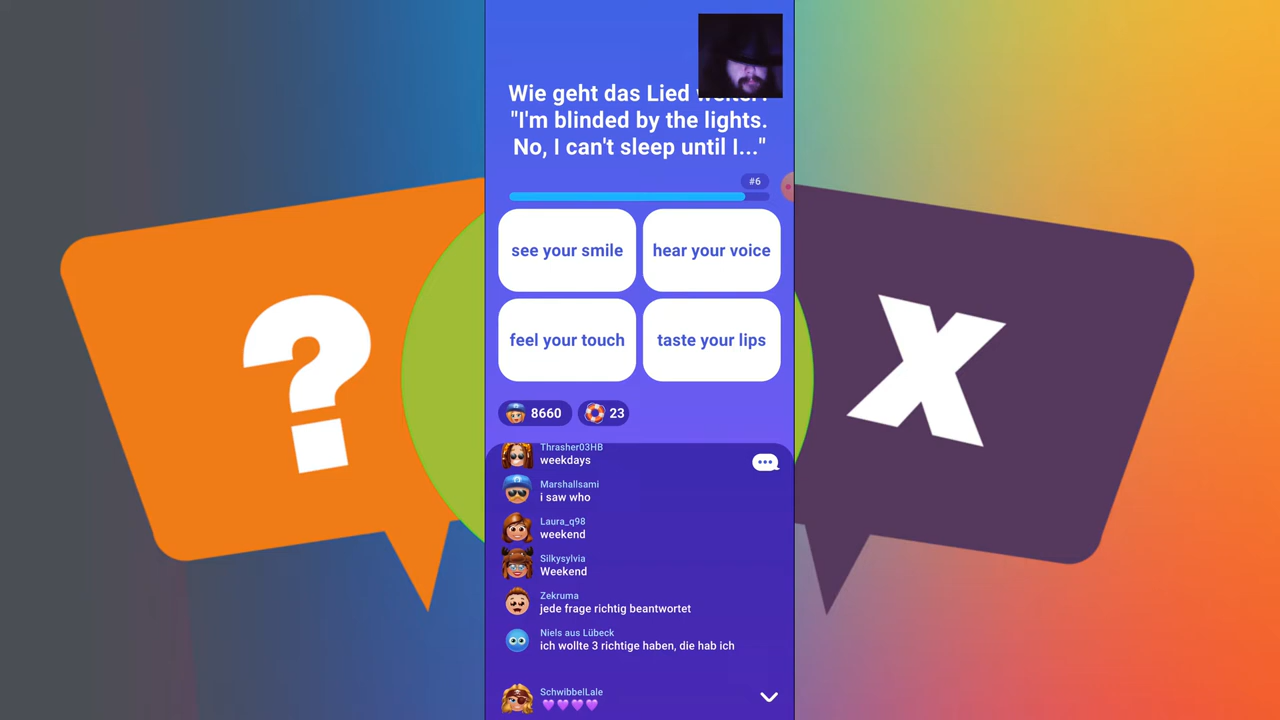 ?
X
Wie geht das Lied
"I'm blinded by the lights.
No, I can't sleep until I..."
#6
see your smile
hear your voice
feel your touch
taste your lips
8660
23
Thrasher03HB
weekdays
Marshallsami
i saw who
Laura_q98
weekend
Silkysylvia
Weekend
Zekruma
jede frage richtig beantwortet
Niels aus Lübeck
ich wollte 3 richtige haben, die hab ich
SchwibbelLale
💜💜💜💜